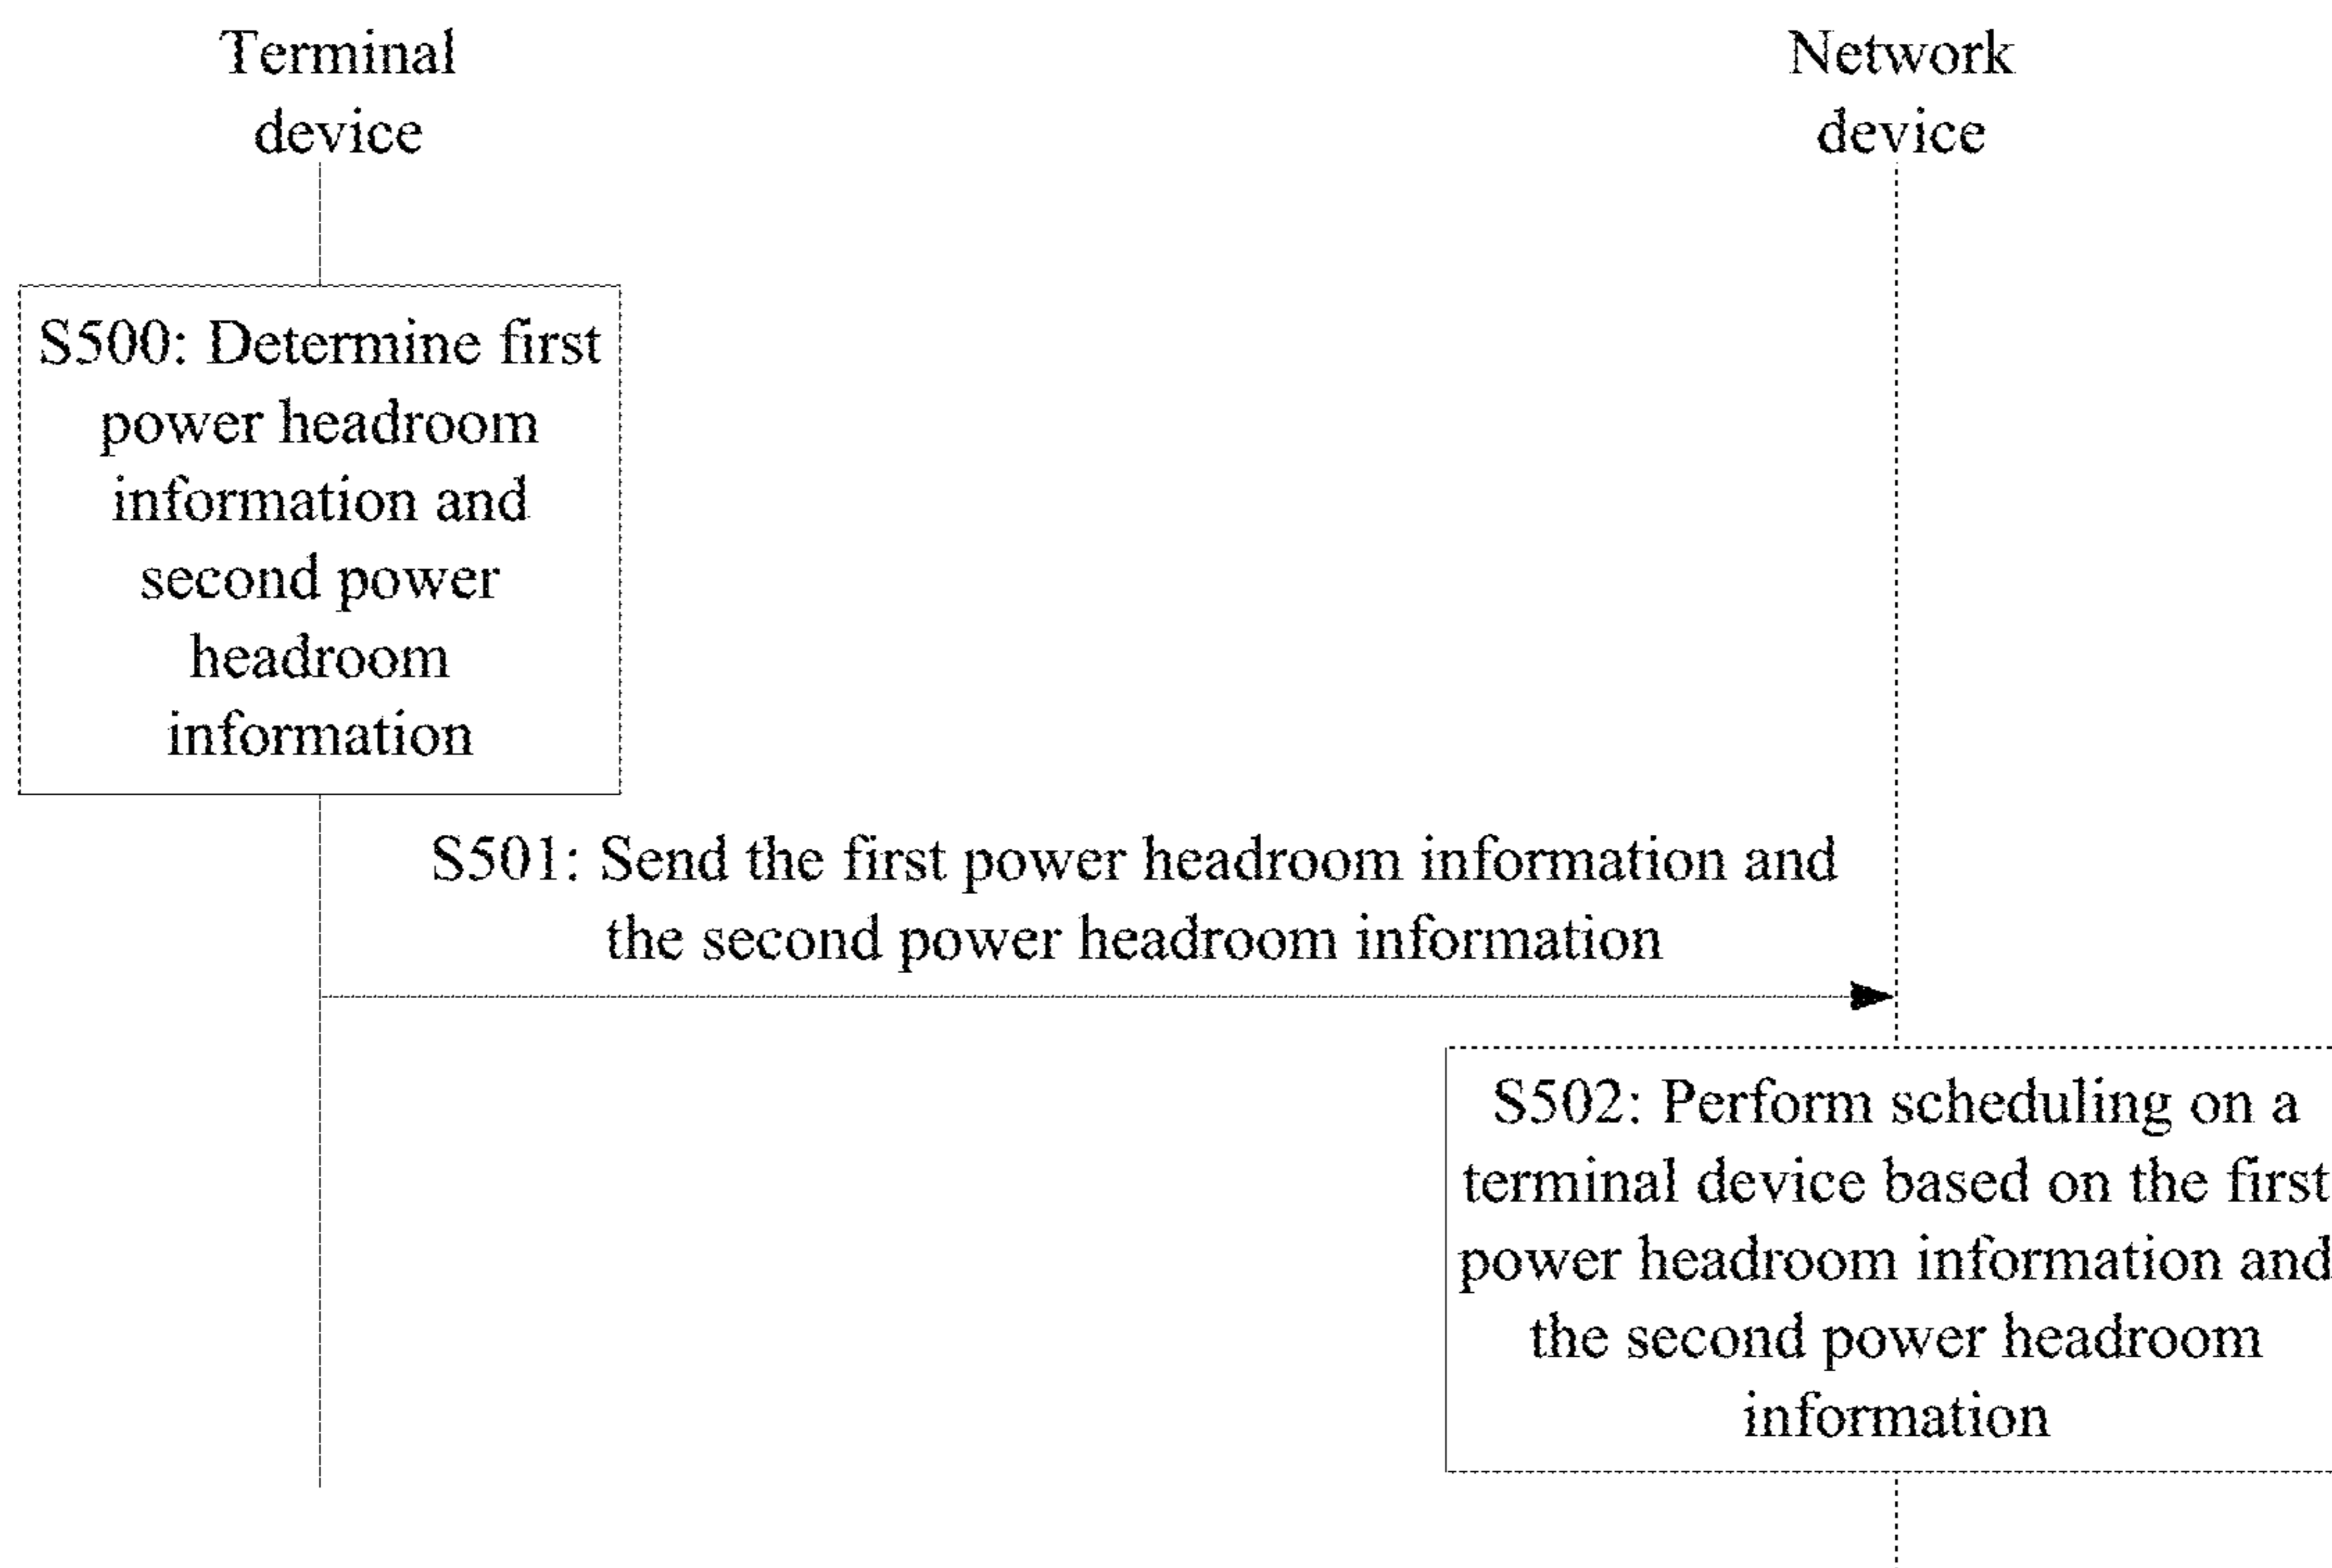 Terminal
device
Network
device
S500: Determine first
power headroom
information and
second power
headroom
information
S501: Send the first power headroom information and
the second power headroom information
S502: Perform scheduling on a
terminal device based on the first
power headroom information and
the second power headroom
information